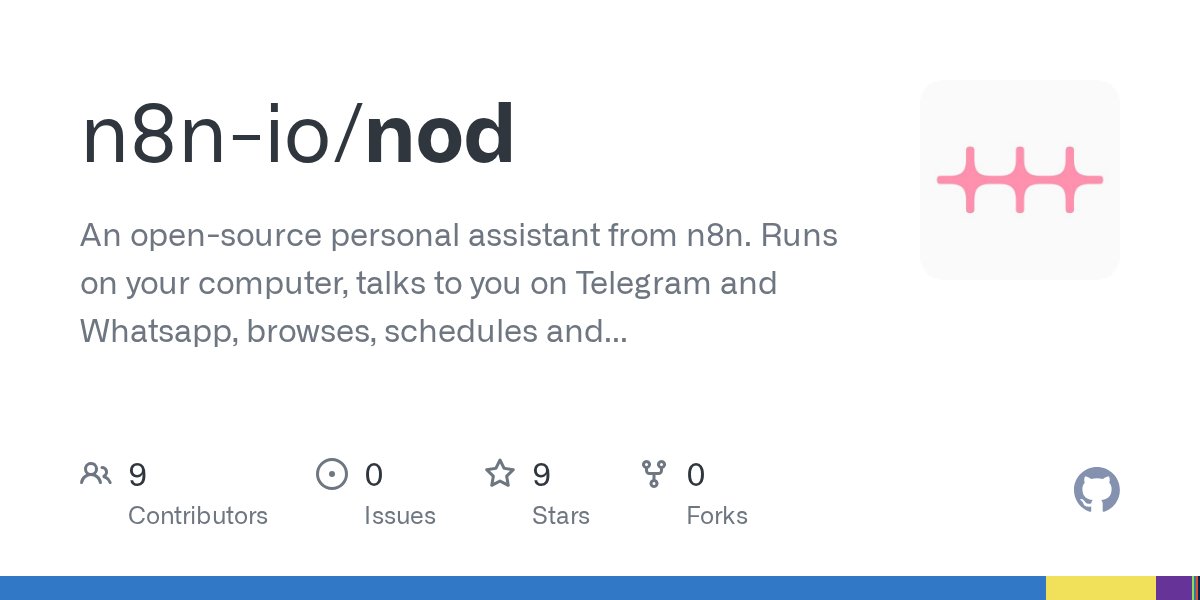 n8n-io/nod
An open-source personal assistant from n8n. Runs
on your computer, talks to you on Telegram and
Whatsapp, browses, schedules and...
9
Contributors
0
Issues
9
Stars
0
Forks